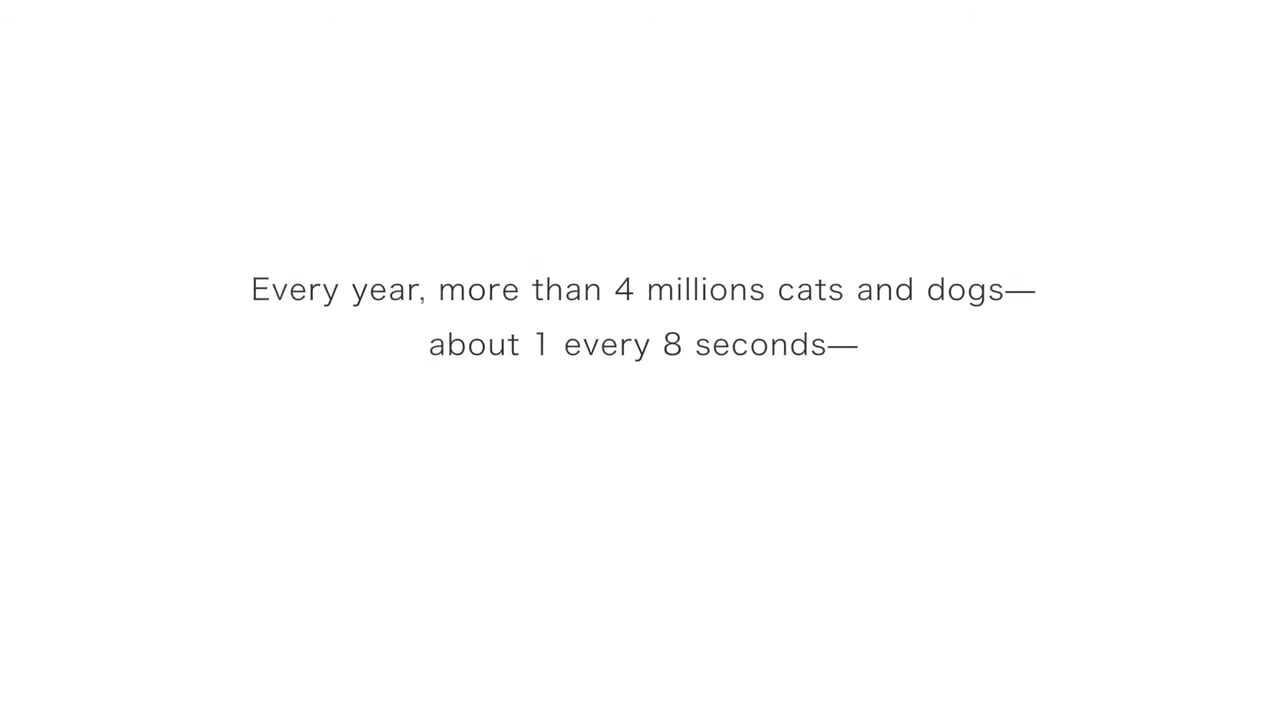 Every year, more than 4 millions cats and dogs—
about 1 every 8 seconds—